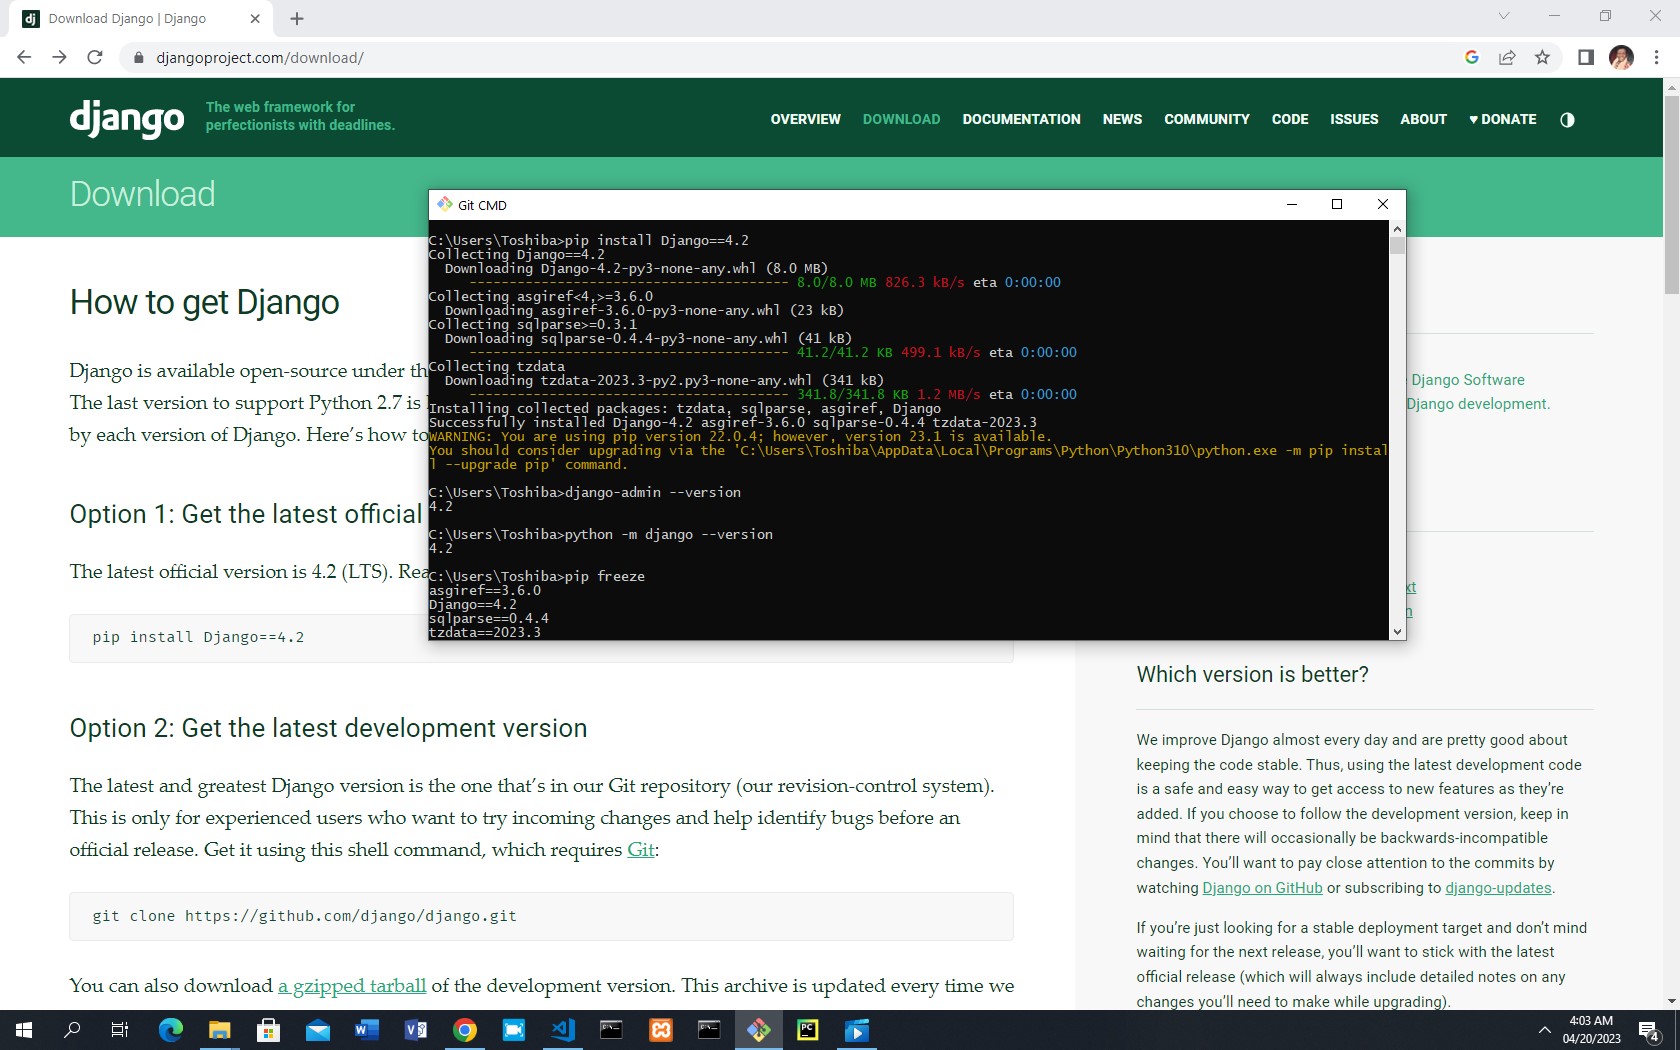 dj Download Django | Django
djangoproject.com/download/
django The web framework for
perfectionists with deadlines.
OVERVIEW DOWNLOAD DOCUMENTATION NEWS COMMUNITY CODE ISSUES ABOUT ♥ DONATE
Download
Git CMD
C:\Users\Toshiba>pip install Django==4.2
Collecting Django==4.2
Downloading Django-4.2-py3-none-any.whl (8.0 MB)
---------------------------------------- 8.0/8.0 MB 826.3 kB/s eta 0:00:00
Collecting asgiref<4,>=3.6.0
Downloading asgiref-3.6.0-py3-none-any.whl (23 kB)
Collecting sqlparse>=0.3.1
Downloading sqlparse-0.4.4-py3-none-any.whl (41 kB)
---------------------------------------- 41.2/41.2 KB 499.1 kB/s eta 0:00:00
Collecting tzdata
Downloading tzdata-2023.3-py2.py3-none-any.whl (341 kB)
---------------------------------------- 341.8/341.8 KB 1.2 MB/s eta 0:00:00
Installing collected packages: tzdata, sqlparse, asgiref, Django
Successfully installed Django-4.2 asgiref-3.6.0 sqlparse-0.4.4 tzdata-2023.3
WARNING: You are using pip version 22.0.4; however, version 23.1 is available.
You should consider upgrading via the 'C:\Users\Toshiba\AppData\Local\Programs\Python\Python310\python.exe -m pip instal
l --upgrade pip' command.
C:\Users\Toshiba>django-admin --version
4.2
C:\Users\Toshiba>python -m django --version
4.2
C:\Users\Toshiba>pip freeze
asgiref==3.6.0
Django==4.2
sqlparse==0.4.4
tzdata==2023.3
How to get Django
Django is available open-source under th
The last version to support Python 2.7 is
by each version of Django. Here's how to
Option 1: Get the latest official
The latest official version is 4.2 (LTS). Rea
pip install Django==4.2
Option 2: Get the latest development version
The latest and greatest Django version is the one that's in our Git repository (our revision-control system).
This is only for experienced users who want to try incoming changes and help identify bugs before an
official release. Get it using this shell command, which requires Git:
git clone https://github.com/django/django.git
You can also download a gzipped tarball of the development version. This archive is updated every time we
Django Software
Django development.
xt
n
Which version is better?
We improve Django almost every day and are pretty good about
keeping the code stable. Thus, using the latest development code
is a safe and easy way to get access to new features as they're
added. If you choose to follow the development version, keep in
mind that there will occasionally be backwards-incompatible
changes. You'll want to pay close attention to the commits by
watching Django on GitHub or subscribing to django-updates.
If you're just looking for a stable deployment target and don't mind
waiting for the next release, you'll want to stick with the latest
official release (which will always include detailed notes on any
changes you'll need to make while upgrading).
4:03 AM
04/20/2023
4